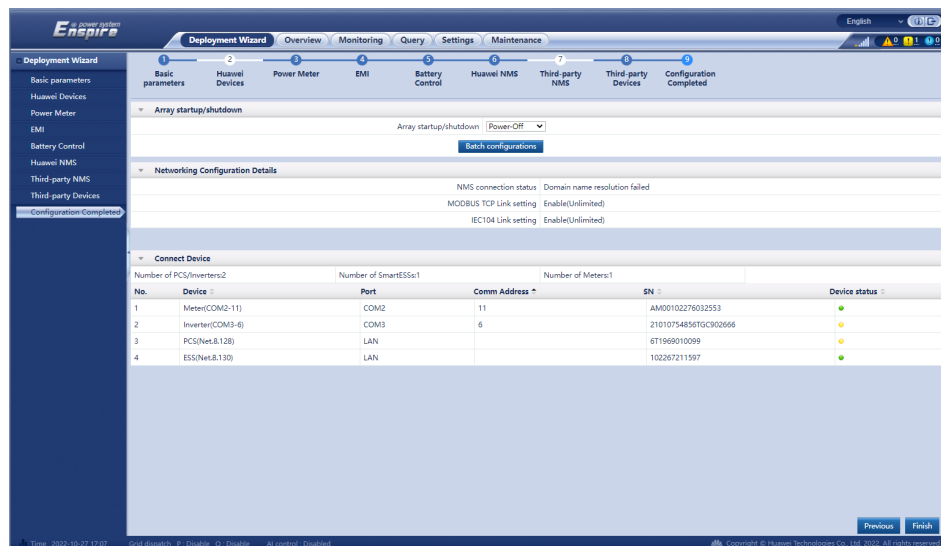 e power system
Enspire
English
Deployment Wizard Overview Monitoring Query Settings Maintenance
0 1 0
Deployment Wizard
Basic parameters
Huawei Devices
Power Meter
EMI
Battery Control
Huawei NMS
Third-party NMS
Third-party Devices
Configuration Completed
1 2 3 4 5 6 7 8 9
Basic parameters
Huawei Devices
Power Meter
EMI
Battery Control
Huawei NMS
Third-party NMS
Third-party Devices
Configuration Completed
Array startup/shutdown
Array startup/shutdown Power-Off
Batch configurations
Networking Configuration Details
NMS connection status Domain name resolution failed
MODBUS TCP Link setting Enable(Unlimited)
IEC104 Link setting Enable(Unlimited)
Connect Device
Number of PCS/Inverters:2 Number of SmartESSs:1 Number of Meters:1
No. Device Port Comm Address SN Device status
1 Meter(COM2-11) COM2 11 AM00102276032553
2 Inverter(COM3-6) COM3 6 21010754856TGC902666
3 PCS(Net.8.128) LAN 6T1969010099
4 ESS(Net.8.130) LAN 102267211597
Previous Finish
Time 2022-10-27 17:07 Grid dispatch P : Disable Q : Disable AI control : Disabled
Copyright © Huawei Technologies Co., Ltd. 2022. All rights reserved